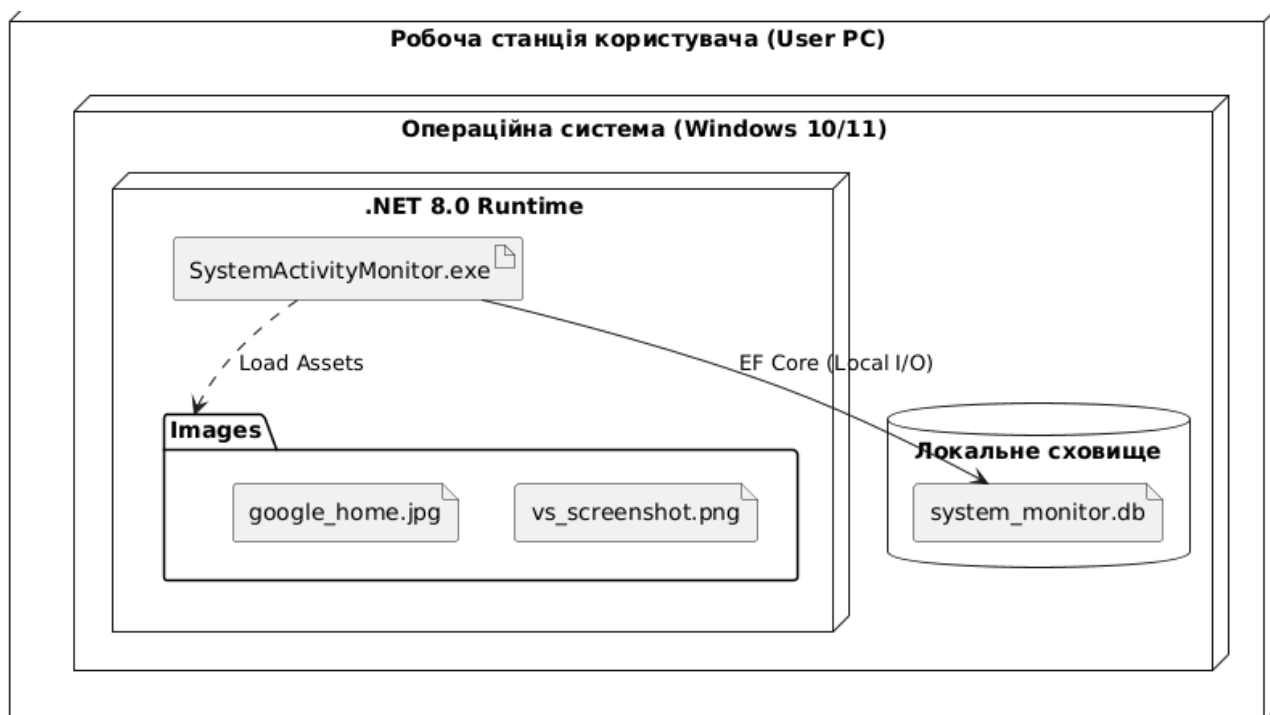 Робоча станція користувача (User PC)
Операційна система (Windows 10/11)
.NET 8.0 Runtime
SystemActivityMonitor.exe
Load Assets
EF Core (Local I/O)
Images
Локальне сховище
google_home.jpg
vs_screenshot.png
system_monitor.db